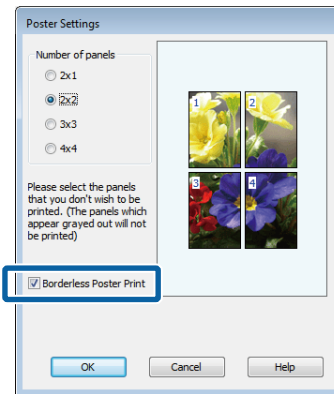 Poster Settings
Number of panels
2x1
2x2
3x3
4x4
1
2
3
4
Please select the panels
that you don't wish to be
printed. (The panels which
appear grayed out will not
be printed)
Borderless Poster Print
OK
Cancel
Help